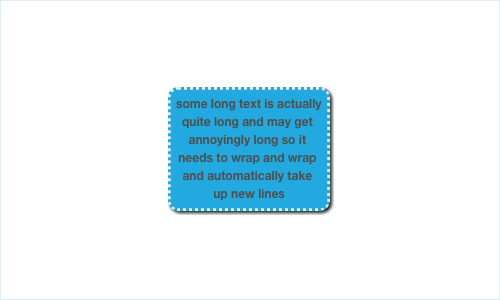 some long text is actually
quite long and may get
annoyingly long so it
needs to wrap and wrap
and automatically take
up new lines